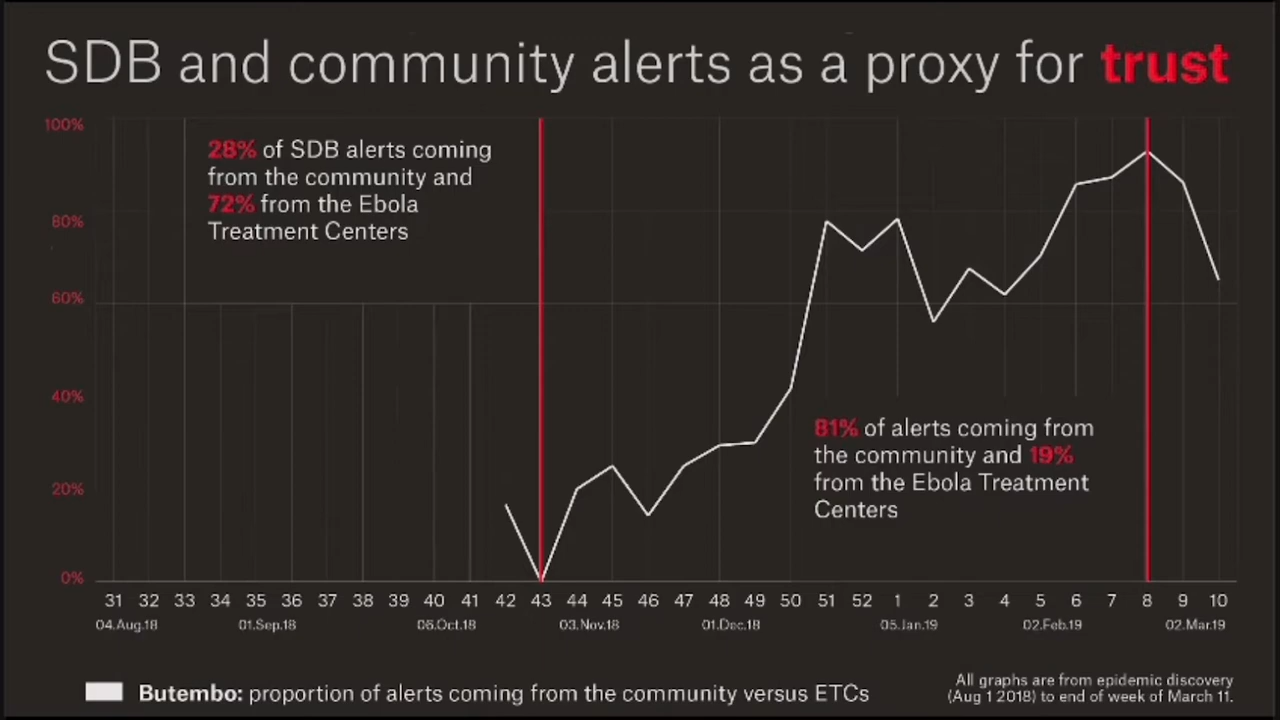 SDB and community alerts as a proxy for trust
100%
28% of SDB alerts coming
from the community and
72% from the Ebola
Treatment Centers
80%
60%
40%
81% of alerts coming from
the community and 19%
from the Ebola Treatment
Centers
20%
0%
31 32 33 34 35 36 37 38 39 40 41 42 43 44 45 46 47 48 49 50 51 52 1 2 3 4 5 6 7 8 9 10
04.Aug.18 01.Sep.18 06.Oct.18 03.Nov.18 01.Dec.18 05.Jan.19 02.Feb.19 02.Mar.19
Butembo: proportion of alerts coming from the community versus ETCs
All graphs are from epidemic discovery
(Aug 1 2018) to end of week of March 11.